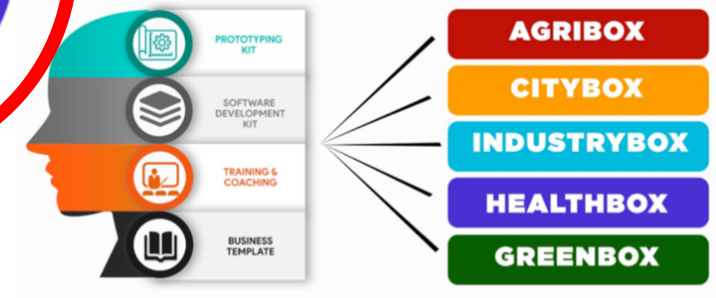 PROTOTYPING
KIT
SOFTWARE
DEVELOPMENT
KIT
TRAINING &
COACHING
BUSINESS
TEMPLATE
AGRIBOX
CITYBOX
INDUSTRYBOX
HEALTHBOX
GREENBOX